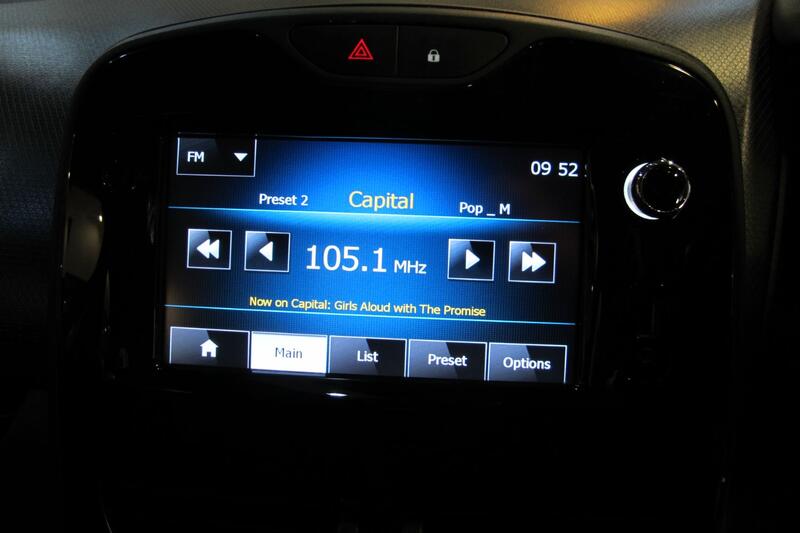 FM
09 52
Preset 2 Capital Pop _ M
105.1 MHz
Now on Capital: Girls Aloud with The Promise
Main List Preset Options